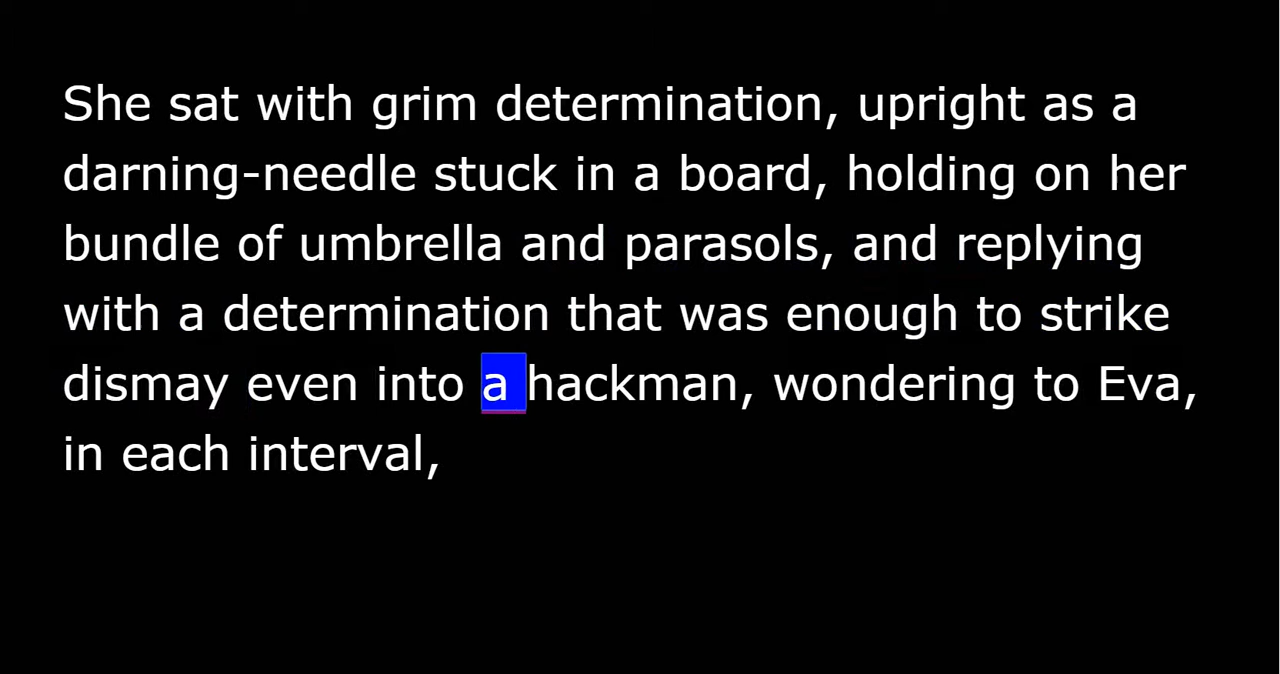 She sat with grim determination, upright as a
darning-needle stuck in a board, holding on her
bundle of umbrella and parasols, and replying
with a determination that was enough to strike
dismay even into a hackman, wondering to Eva,
in each interval,